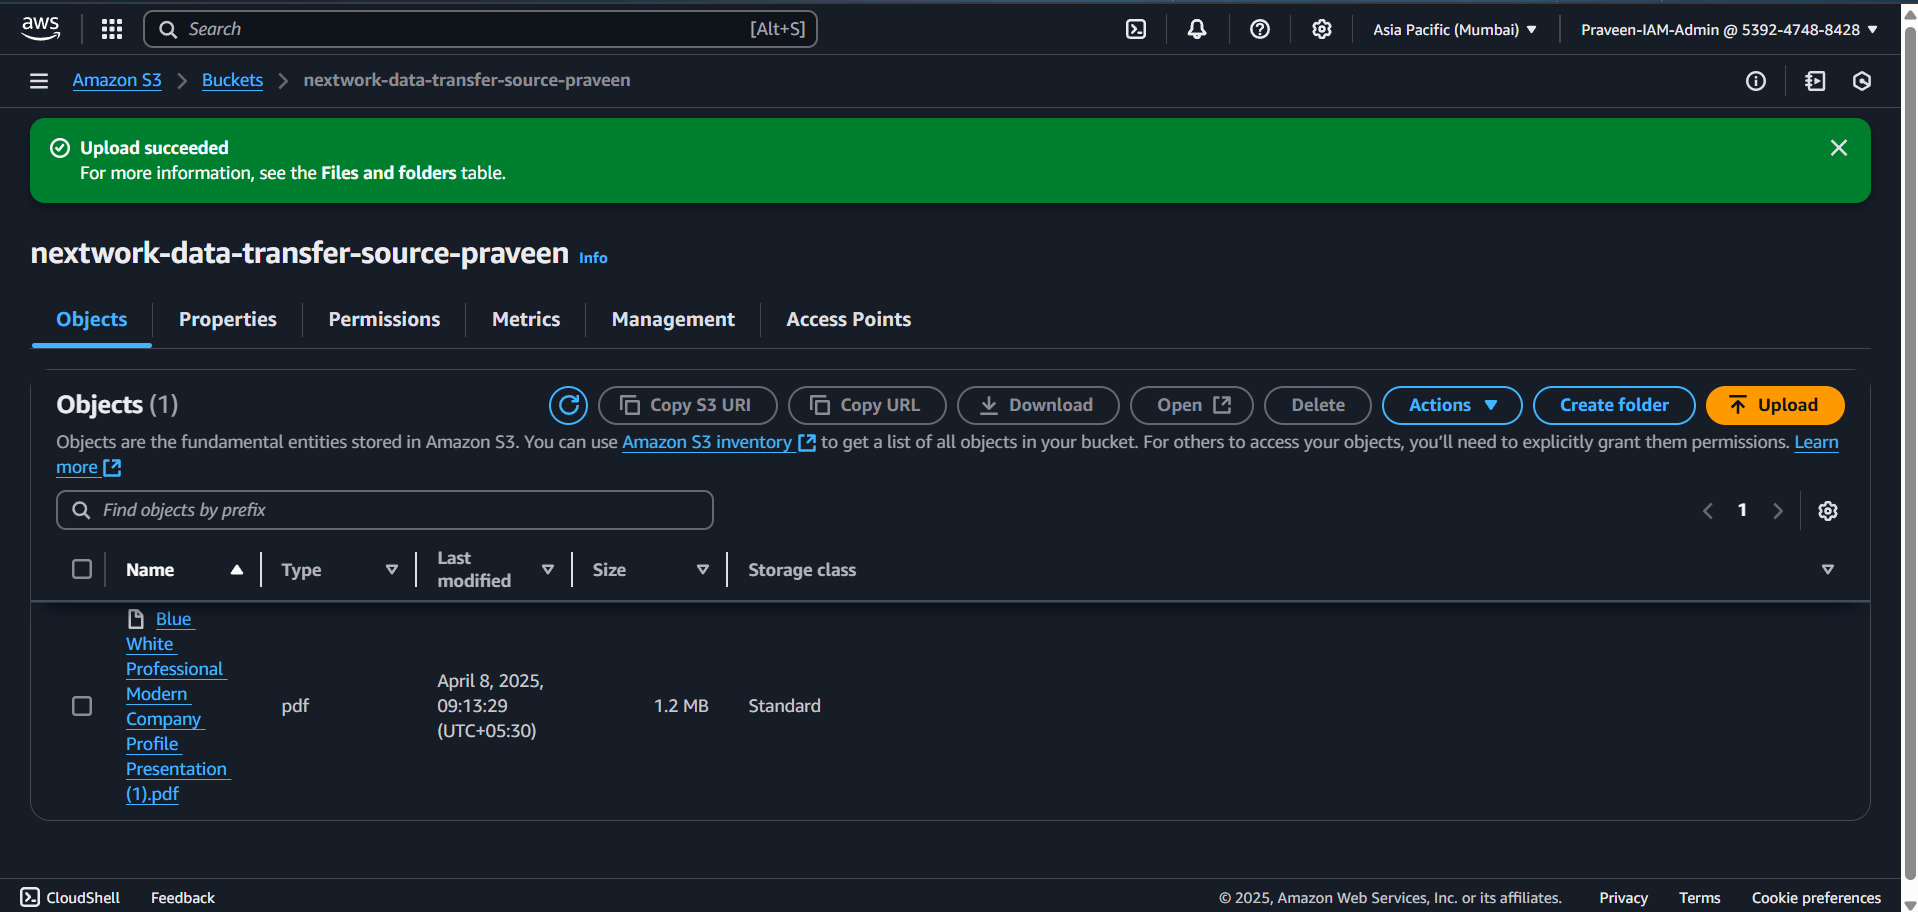 aws
Search [Alt+S]
Asia Pacific (Mumbai)
Praveen-IAM-Admin @ 5392-4748-8428
Amazon S3
Buckets
nextwork-data-transfer-source-praveen
Upload succeeded
For more information, see the Files and folders table.
nextwork-data-transfer-source-praveen Info
Objects
Properties
Permissions
Metrics
Management
Access Points
Objects (1)
Copy S3 URI
Copy URL
Download
Open
Delete
Actions
Create folder
Upload
Objects are the fundamental entities stored in Amazon S3. You can use Amazon S3 inventory to get a list of all objects in your bucket. For others to access your objects, you’ll need to explicitly grant them permissions. Learn
more
Find objects by prefix
1
Name
Type
Last
modified
Size
Storage class
Blue
White
Professional
Modern
Company
Profile
Presentation
(1).pdf
pdf
April 8, 2025,
09:13:29
(UTC+05:30)
1.2 MB
Standard
CloudShell
Feedback
© 2025, Amazon Web Services, Inc. or its affiliates.
Privacy
Terms
Cookie preferences